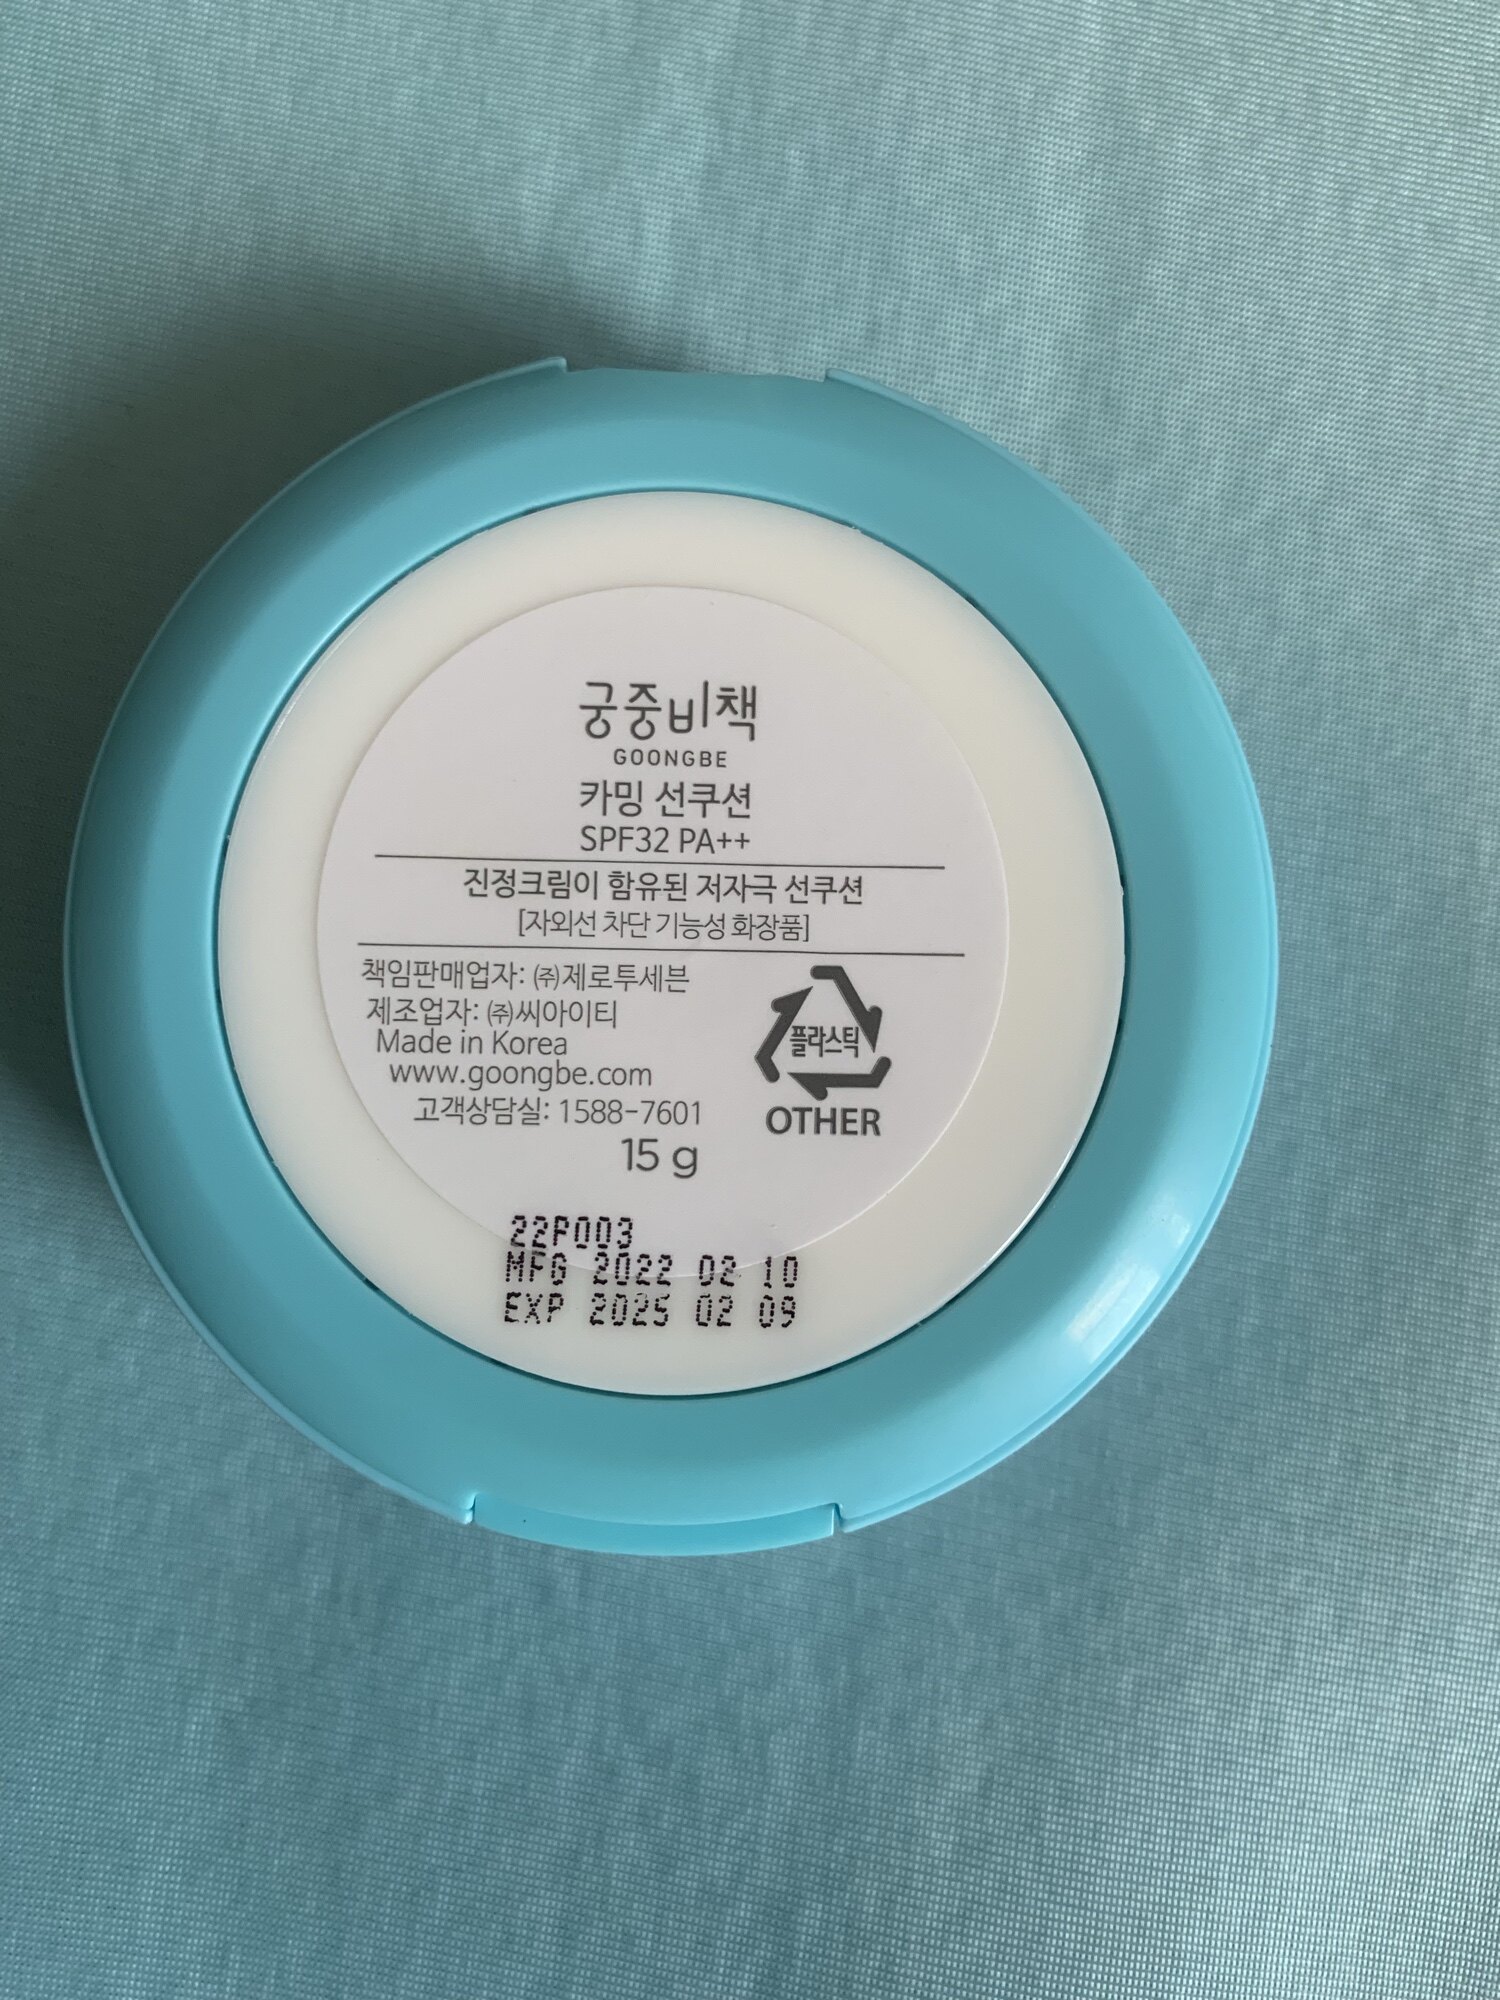 궁중비책
GOONGBE
카밍 선쿠션
SPF32 PA++
진정크림이 함유된 저자극 선쿠션
[자외선 차단 기능성 화장품]
책임판매업자: ㈜제로투세븐
제조업자: ㈜씨아이티
Made in Korea
www.goongbe.com
고객상담실: 1588-7601
15 g
플라스틱
OTHER
22P003
MFG 2022 02 10
EXP 2025 02 09